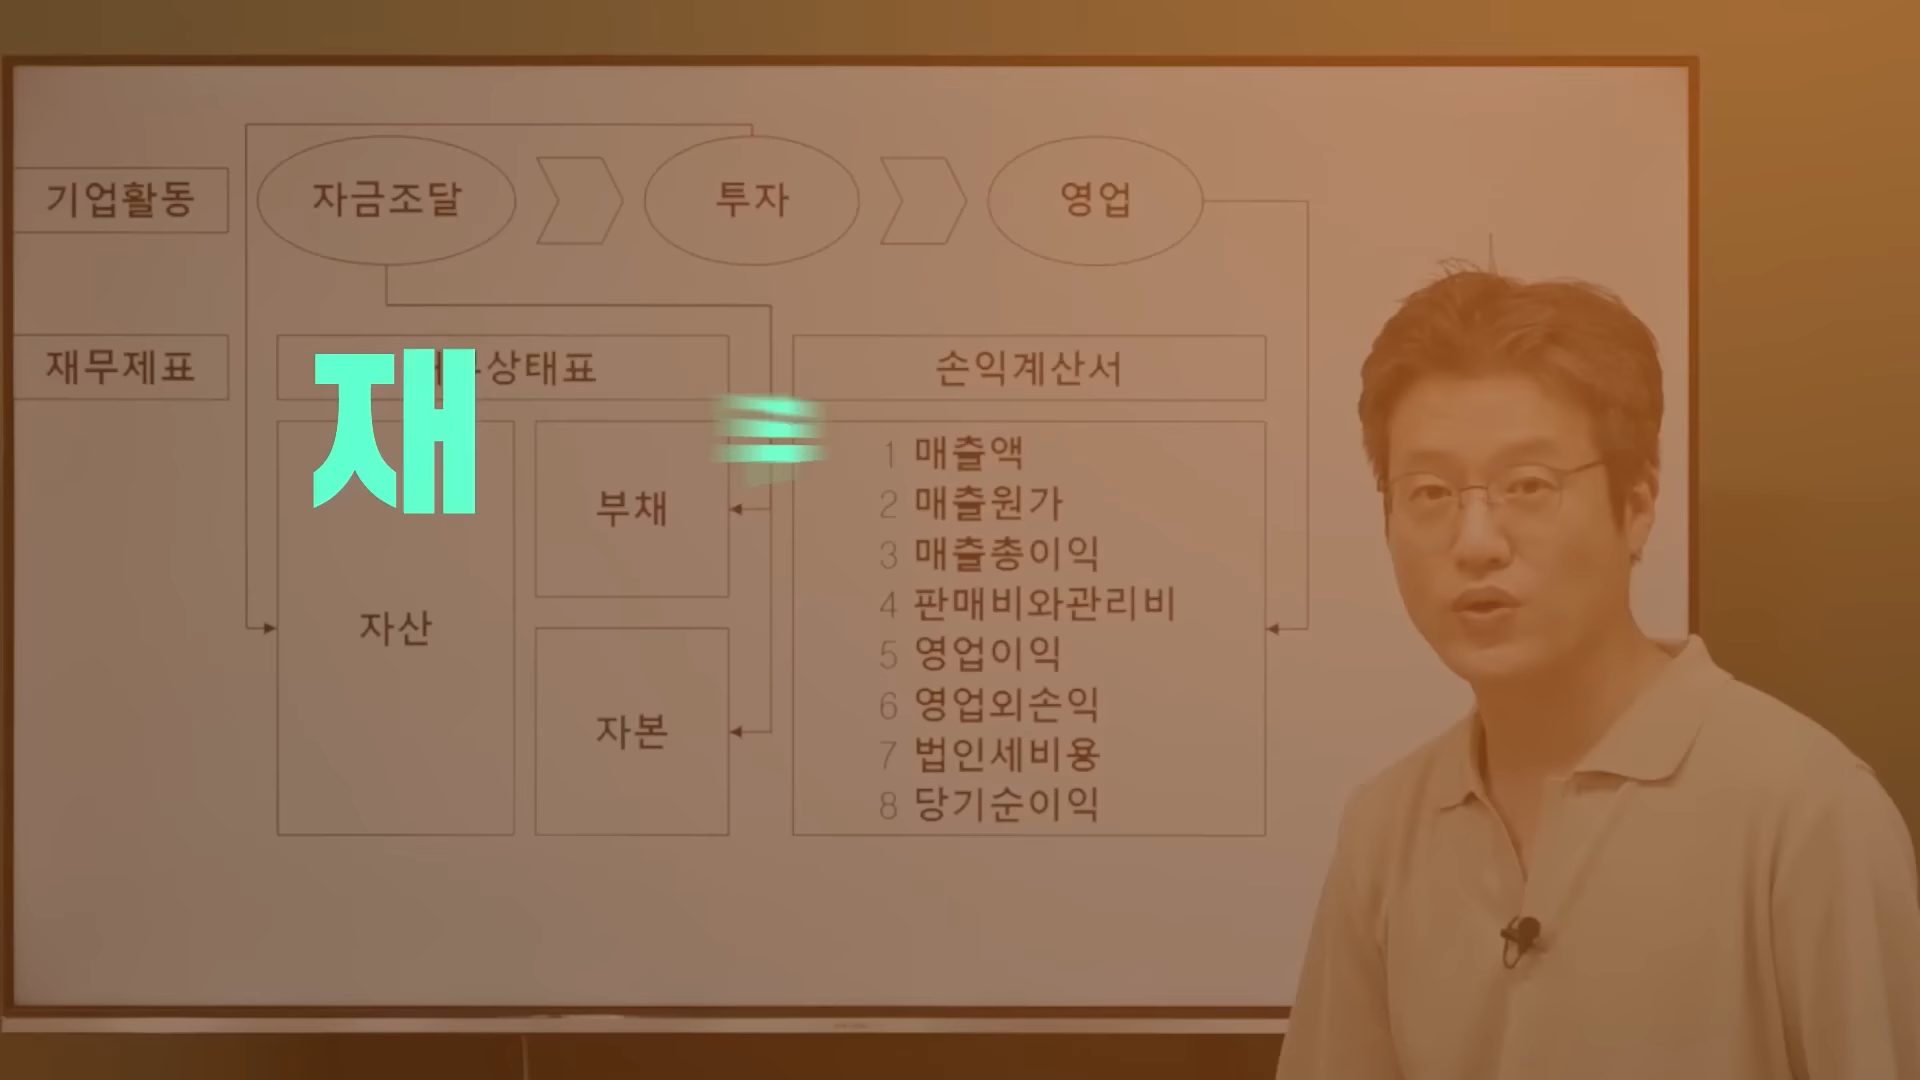 기업활동
자금조달
투자
영업
재무제표
상태표
손익계산서
재
자산
부채
자본
1 매출액
2 매출원가
3 매출총이익
4 판매비와관리비
5 영업이익
6 영업외손익
7 법인세비용
8 당기순이익